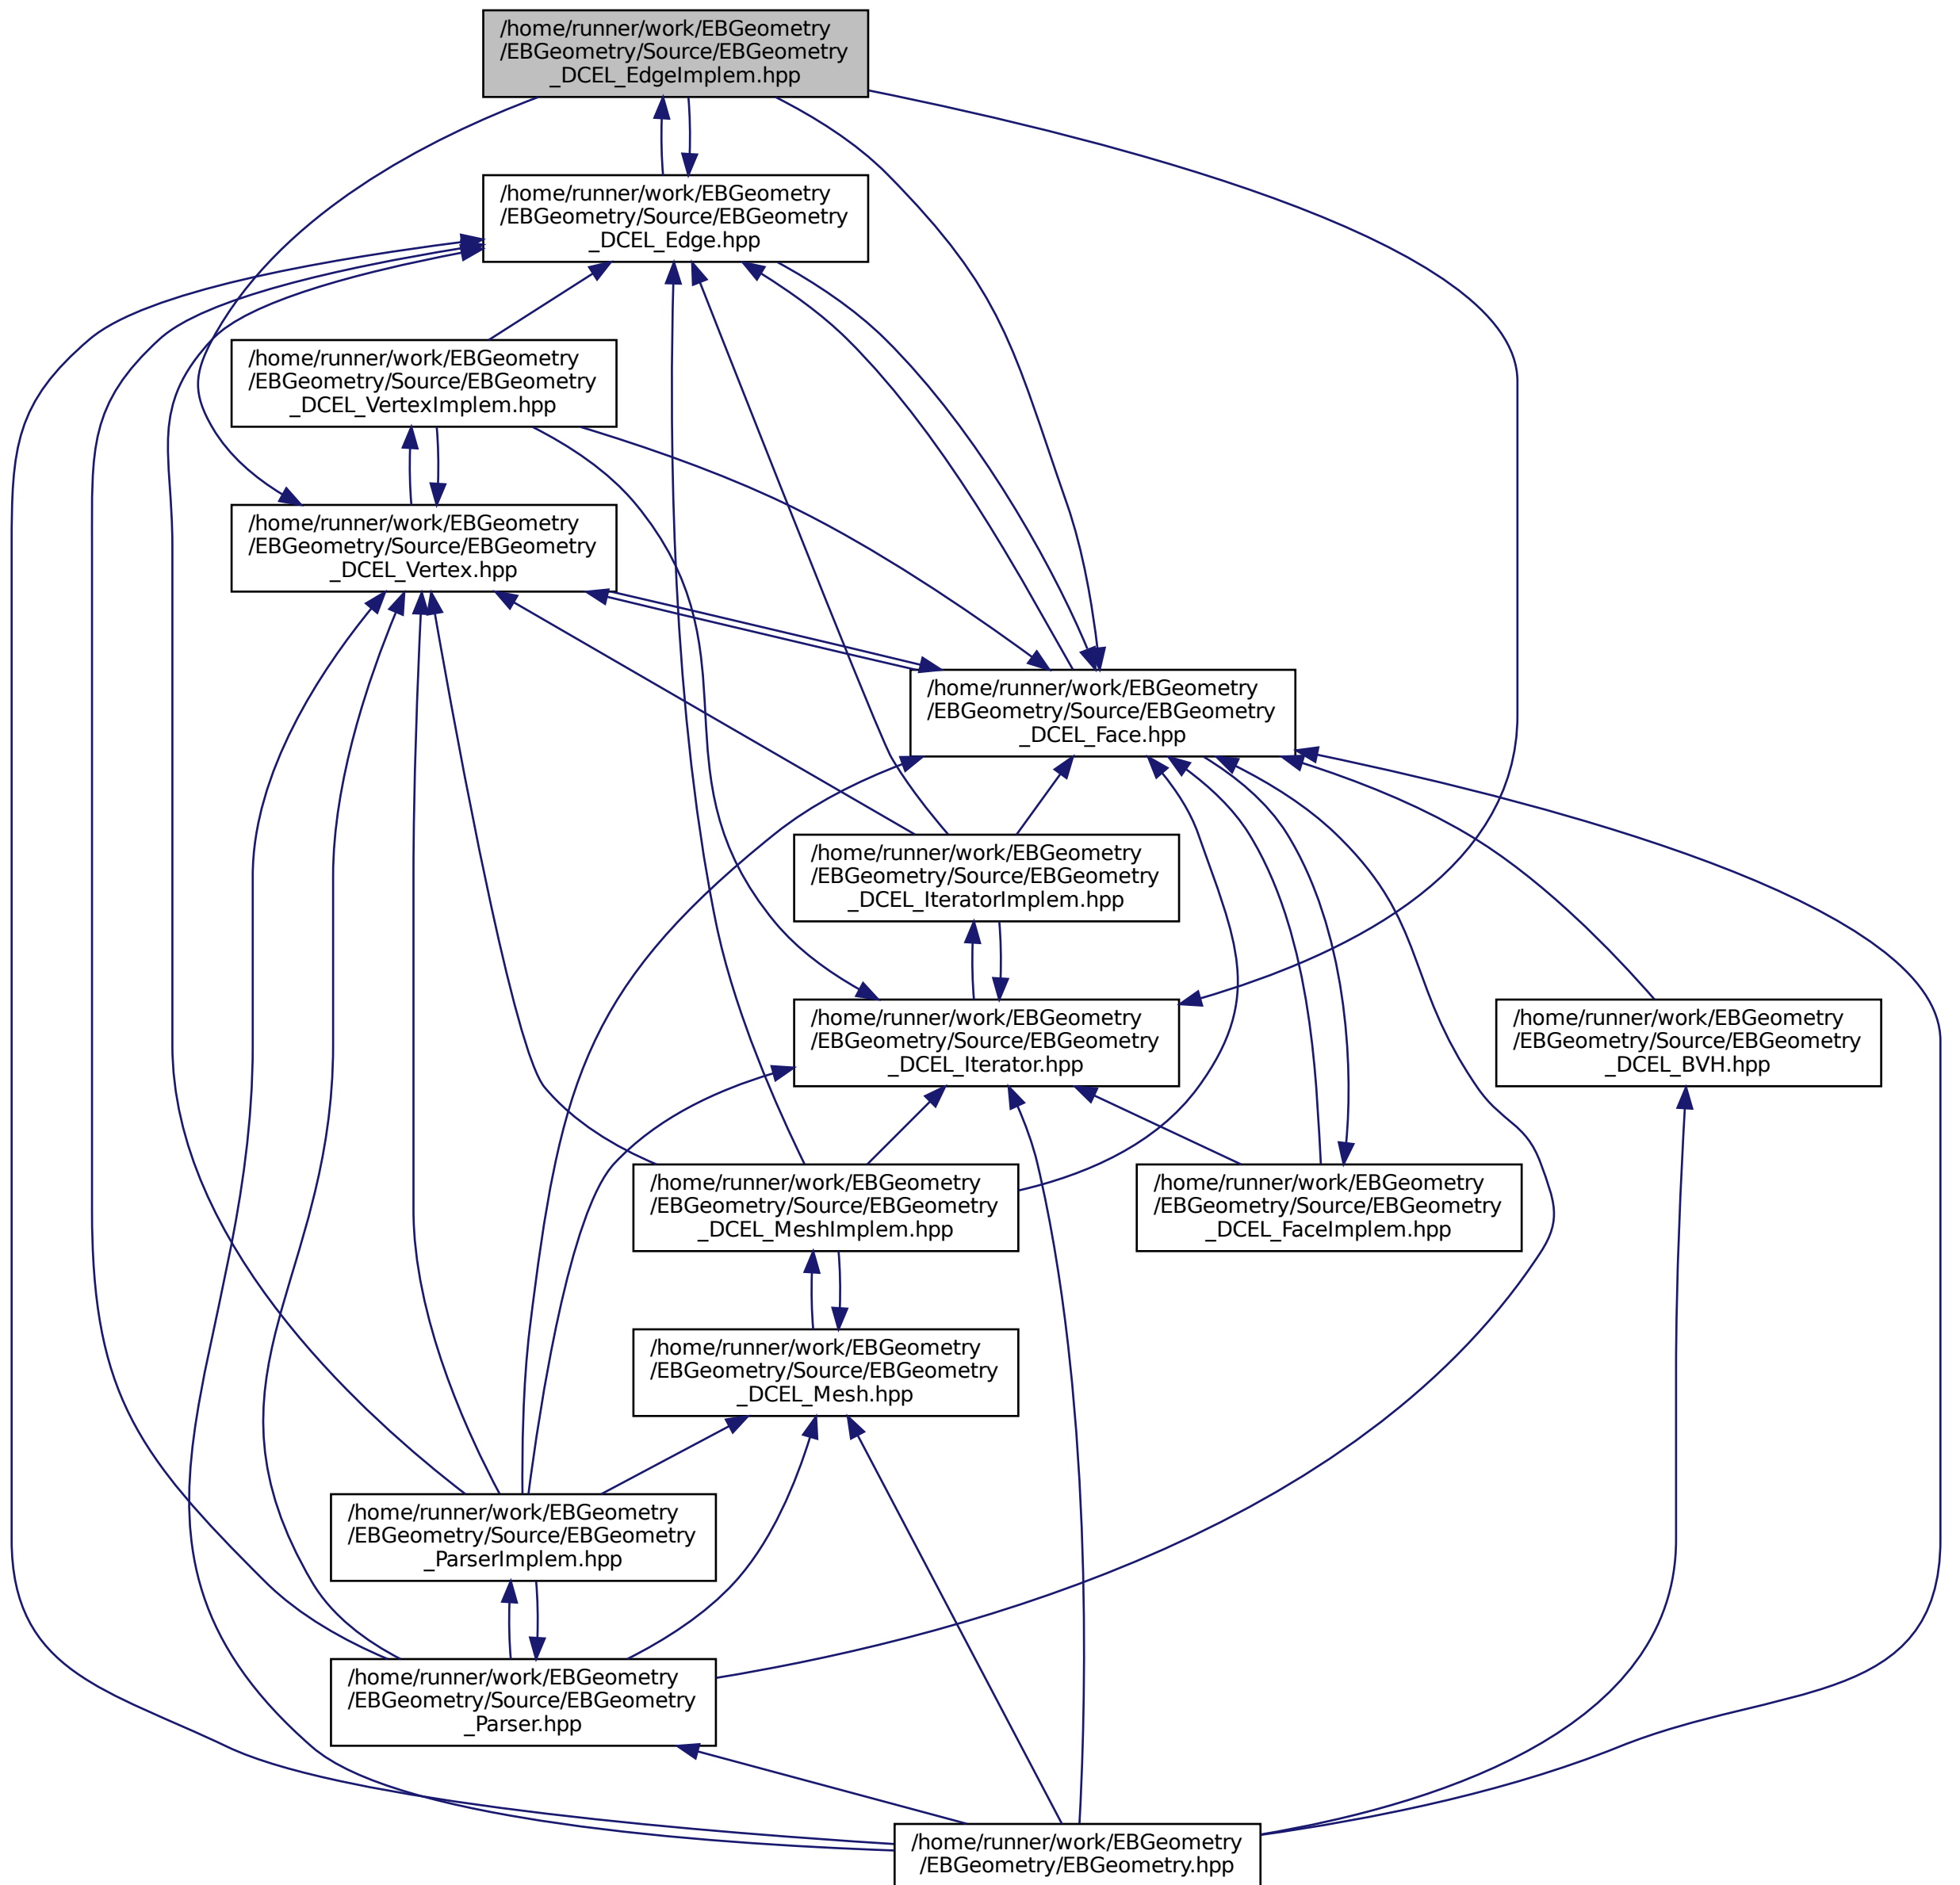 /home/runner/work/EBGeometry
/EBGeometry/Source/EBGeometry
_DCEL_EdgeImplem.hpp
/home/runner/work/EBGeometry
/EBGeometry/Source/EBGeometry
_DCEL_Edge.hpp
/home/runner/work/EBGeometry
/EBGeometry/Source/EBGeometry
_DCEL_VertexImplem.hpp
/home/runner/work/EBGeometry
/EBGeometry/Source/EBGeometry
_DCEL_Vertex.hpp
/home/runner/work/EBGeometry
/EBGeometry/Source/EBGeometry
_DCEL_Face.hpp
/home/runner/work/EBGeometry
/EBGeometry/Source/EBGeometry
_DCEL_IteratorImplem.hpp
/home/runner/work/EBGeometry
/EBGeometry/Source/EBGeometry
_DCEL_Iterator.hpp
/home/runner/work/EBGeometry
/EBGeometry/Source/EBGeometry
_DCEL_BVH.hpp
/home/runner/work/EBGeometry
/EBGeometry/Source/EBGeometry
_DCEL_MeshImplem.hpp
/home/runner/work/EBGeometry
/EBGeometry/Source/EBGeometry
_DCEL_FaceImplem.hpp
/home/runner/work/EBGeometry
/EBGeometry/Source/EBGeometry
_DCEL_Mesh.hpp
/home/runner/work/EBGeometry
/EBGeometry/Source/EBGeometry
_ParserImplem.hpp
/home/runner/work/EBGeometry
/EBGeometry/Source/EBGeometry
_Parser.hpp
/home/runner/work/EBGeometry
/EBGeometry/EBGeometry.hpp